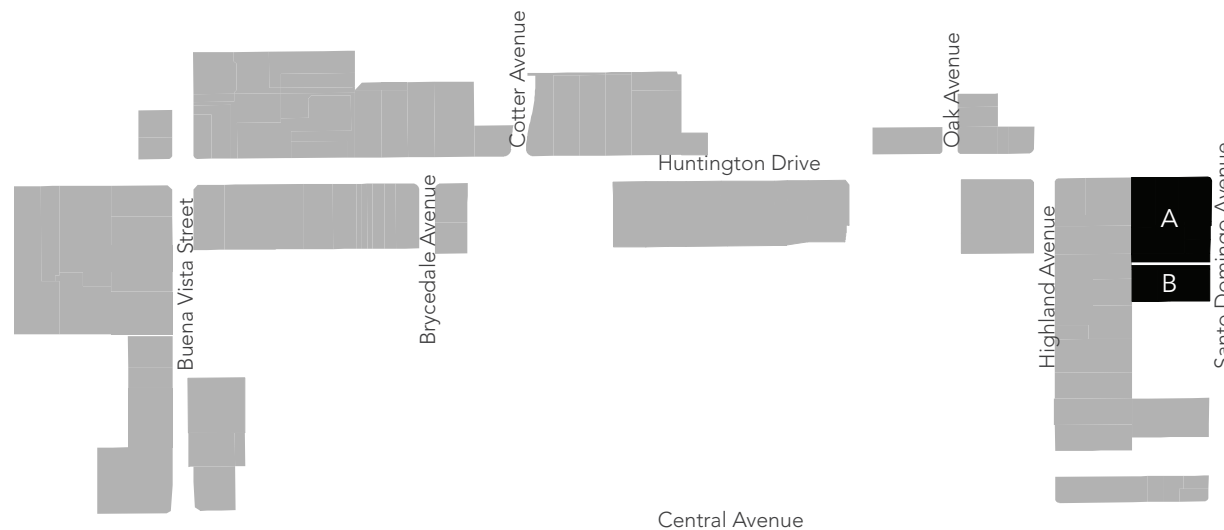 Cotter Avenue
Oak Avenue
Huntington Drive
Buena Vista Street
Brycedale Avenue
Highland Avenue
Santo Domingo Avenue
A
B
Central Avenue